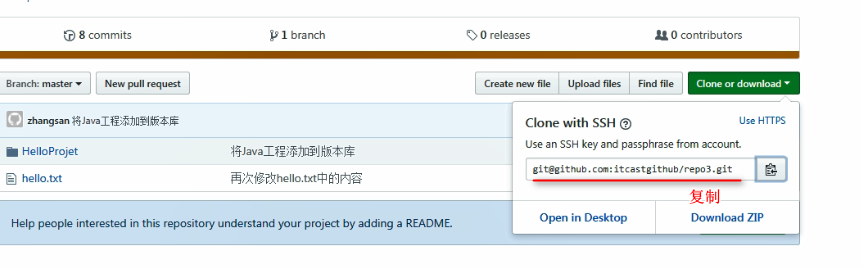 8 commits
1 branch
0 releases
0 contributors
Branch: master
New pull request
Create new file
Upload files
Find file
Clone or download
zhangsan 将Java工程添加到版本库
HelloProjet
将Java工程添加到版本库
hello.txt
再次修改hello.txt中的内容
Help people interested in this repository understand your project by adding a README.
Clone with SSH
Use HTTPS
Use an SSH key and passphrase from account.
git@github.com:itcastgithub/repo3.git
复制
Open in Desktop
Download ZIP